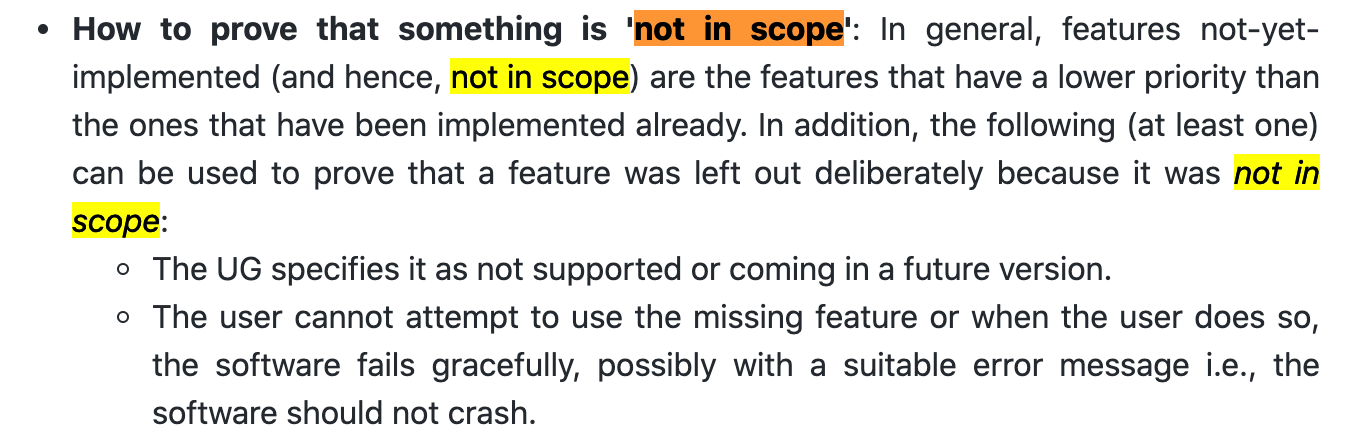 • How to prove that something is 'not in scope': In general, features not-yet-
implemented (and hence, not in scope) are the features that have a lower priority than
the ones that have been implemented already. In addition, the following (at least one)
can be used to prove that a feature was left out deliberately because it was not in
scope:
◦ The UG specifies it as not supported or coming in a future version.
◦ The user cannot attempt to use the missing feature or when the user does so,
the software fails gracefully, possibly with a suitable error message i.e., the
software should not crash.